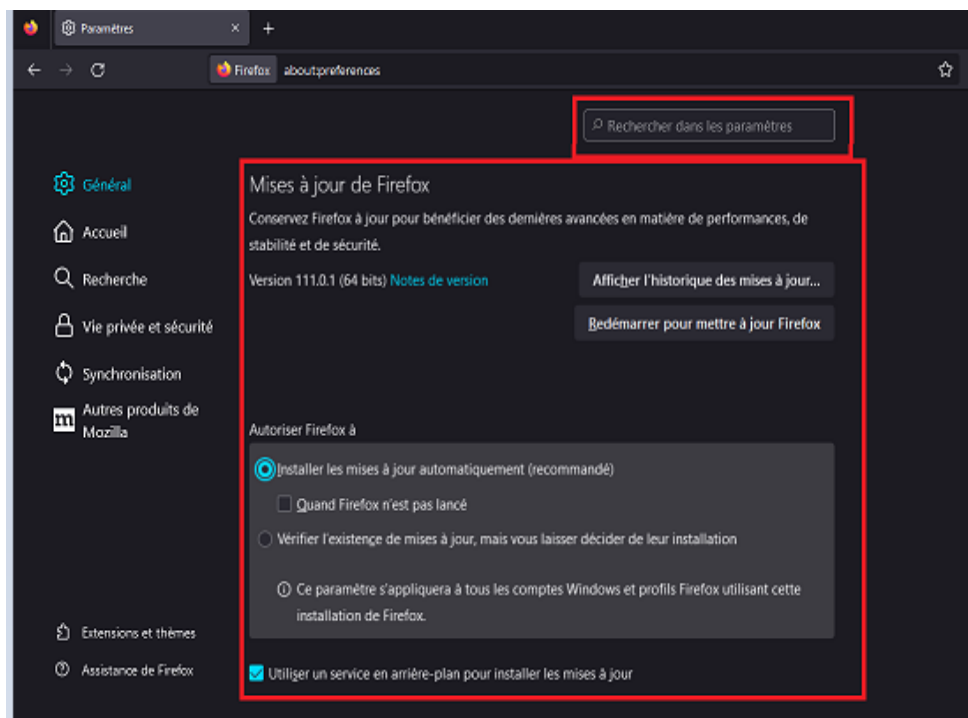 Paramètres
Firefox about:preferences
Rechercher dans les paramètres
Général
Accueil
Recherche
Vie privée et sécurité
Synchronisation
Autres produits de
Mozilla
Extensions et thèmes
Assistance de Firefox
Mises à jour de Firefox
Conservez Firefox à jour pour bénéficier des dernières avancées en matière de performances, de
stabilité et de sécurité.
Version 111.0.1 (64 bits) Notes de version
Afficher l'historique des mises à jour...
Redémarrer pour mettre à jour Firefox
Autoriser Firefox à
Installer les mises à jour automatiquement (recommandé)
Quand Firefox n'est pas lancé
Vérifier l'existence de mises à jour, mais vous laisser décider de leur installation
Ce paramètre s'appliquera à tous les comptes Windows et profils Firefox utilisant cette
installation de Firefox.
Utiliser un service en arrière-plan pour installer les mises à jour